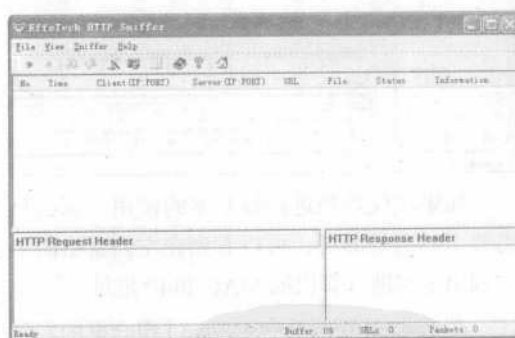 EffeTech HTTP Sniffer
File View Sniffer Help
No Time Client(IP:PORT) Server(IP:PORT) URL File Status Information
HTTP Request Header HTTP Response Header
Ready Buffer: 0% URLs: 0 Packets: 0